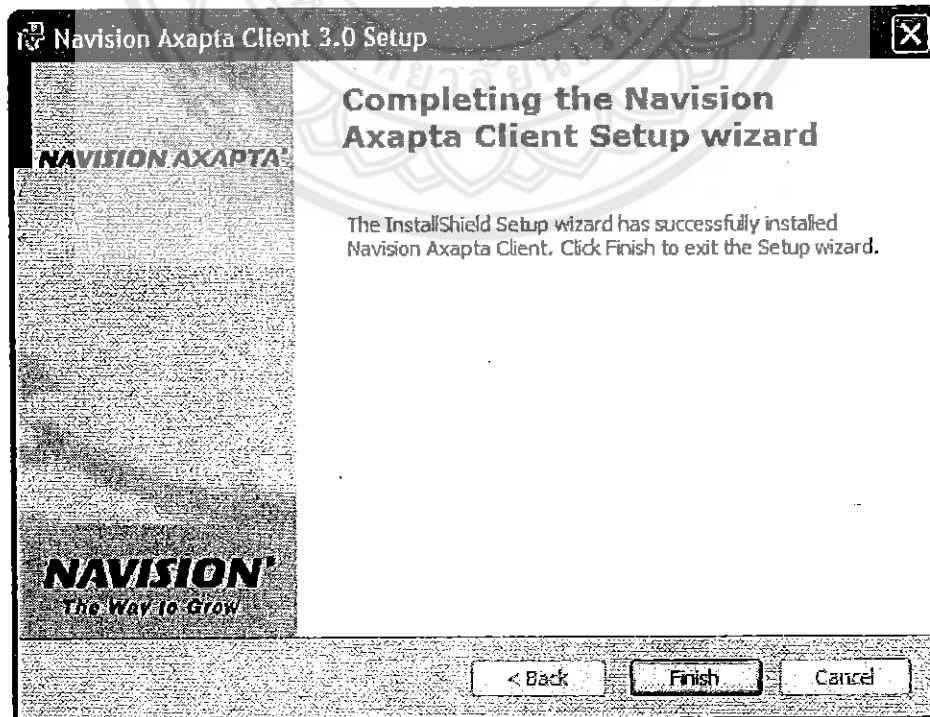 Navision Axapta Client 3.0 Setup
Completing the Navision
Axapta Client Setup wizard
NAVISION AXAPTA
The InstallShield Setup wizard has successfully installed
Navision Axapta Client. Click Finish to exit the Setup wizard.
NAVISION
The Way to Grow
< Back
Finish
Cancel